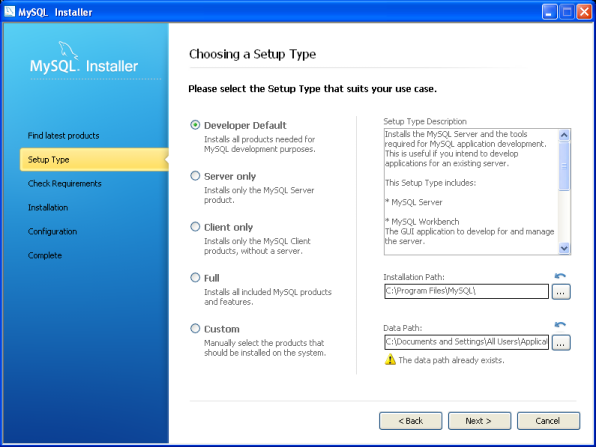 MySQL Installer
MySQL. Installer
Find latest products
Setup Type
Check Requirements
Installation
Configuration
Complete
Choosing a Setup Type
Please select the Setup Type that suits your use case.
Developer Default
Installs all products needed for
MySQL development purposes.
Server only
Installs only the MySQL Server
product.
Client only
Installs only the MySQL Client
products, without a server.
Full
Installs all included MySQL products
and features.
Custom
Manually select the products that
should be installed on the system.
Setup Type Description
Installs the MySQL Server and the tools
required for MySQL application development.
This is useful if you intend to develop
applications for an existing server.
This Setup Type includes:
* MySQL Server
* MySQL Workbench
The GUI application to develop for and manage
the server.
Installation Path:
C:\Program Files\MySQL\
...
Data Path:
C:\Documents and Settings\All Users\Applicat
...
The data path already exists.
< Back
Next >
Cancel